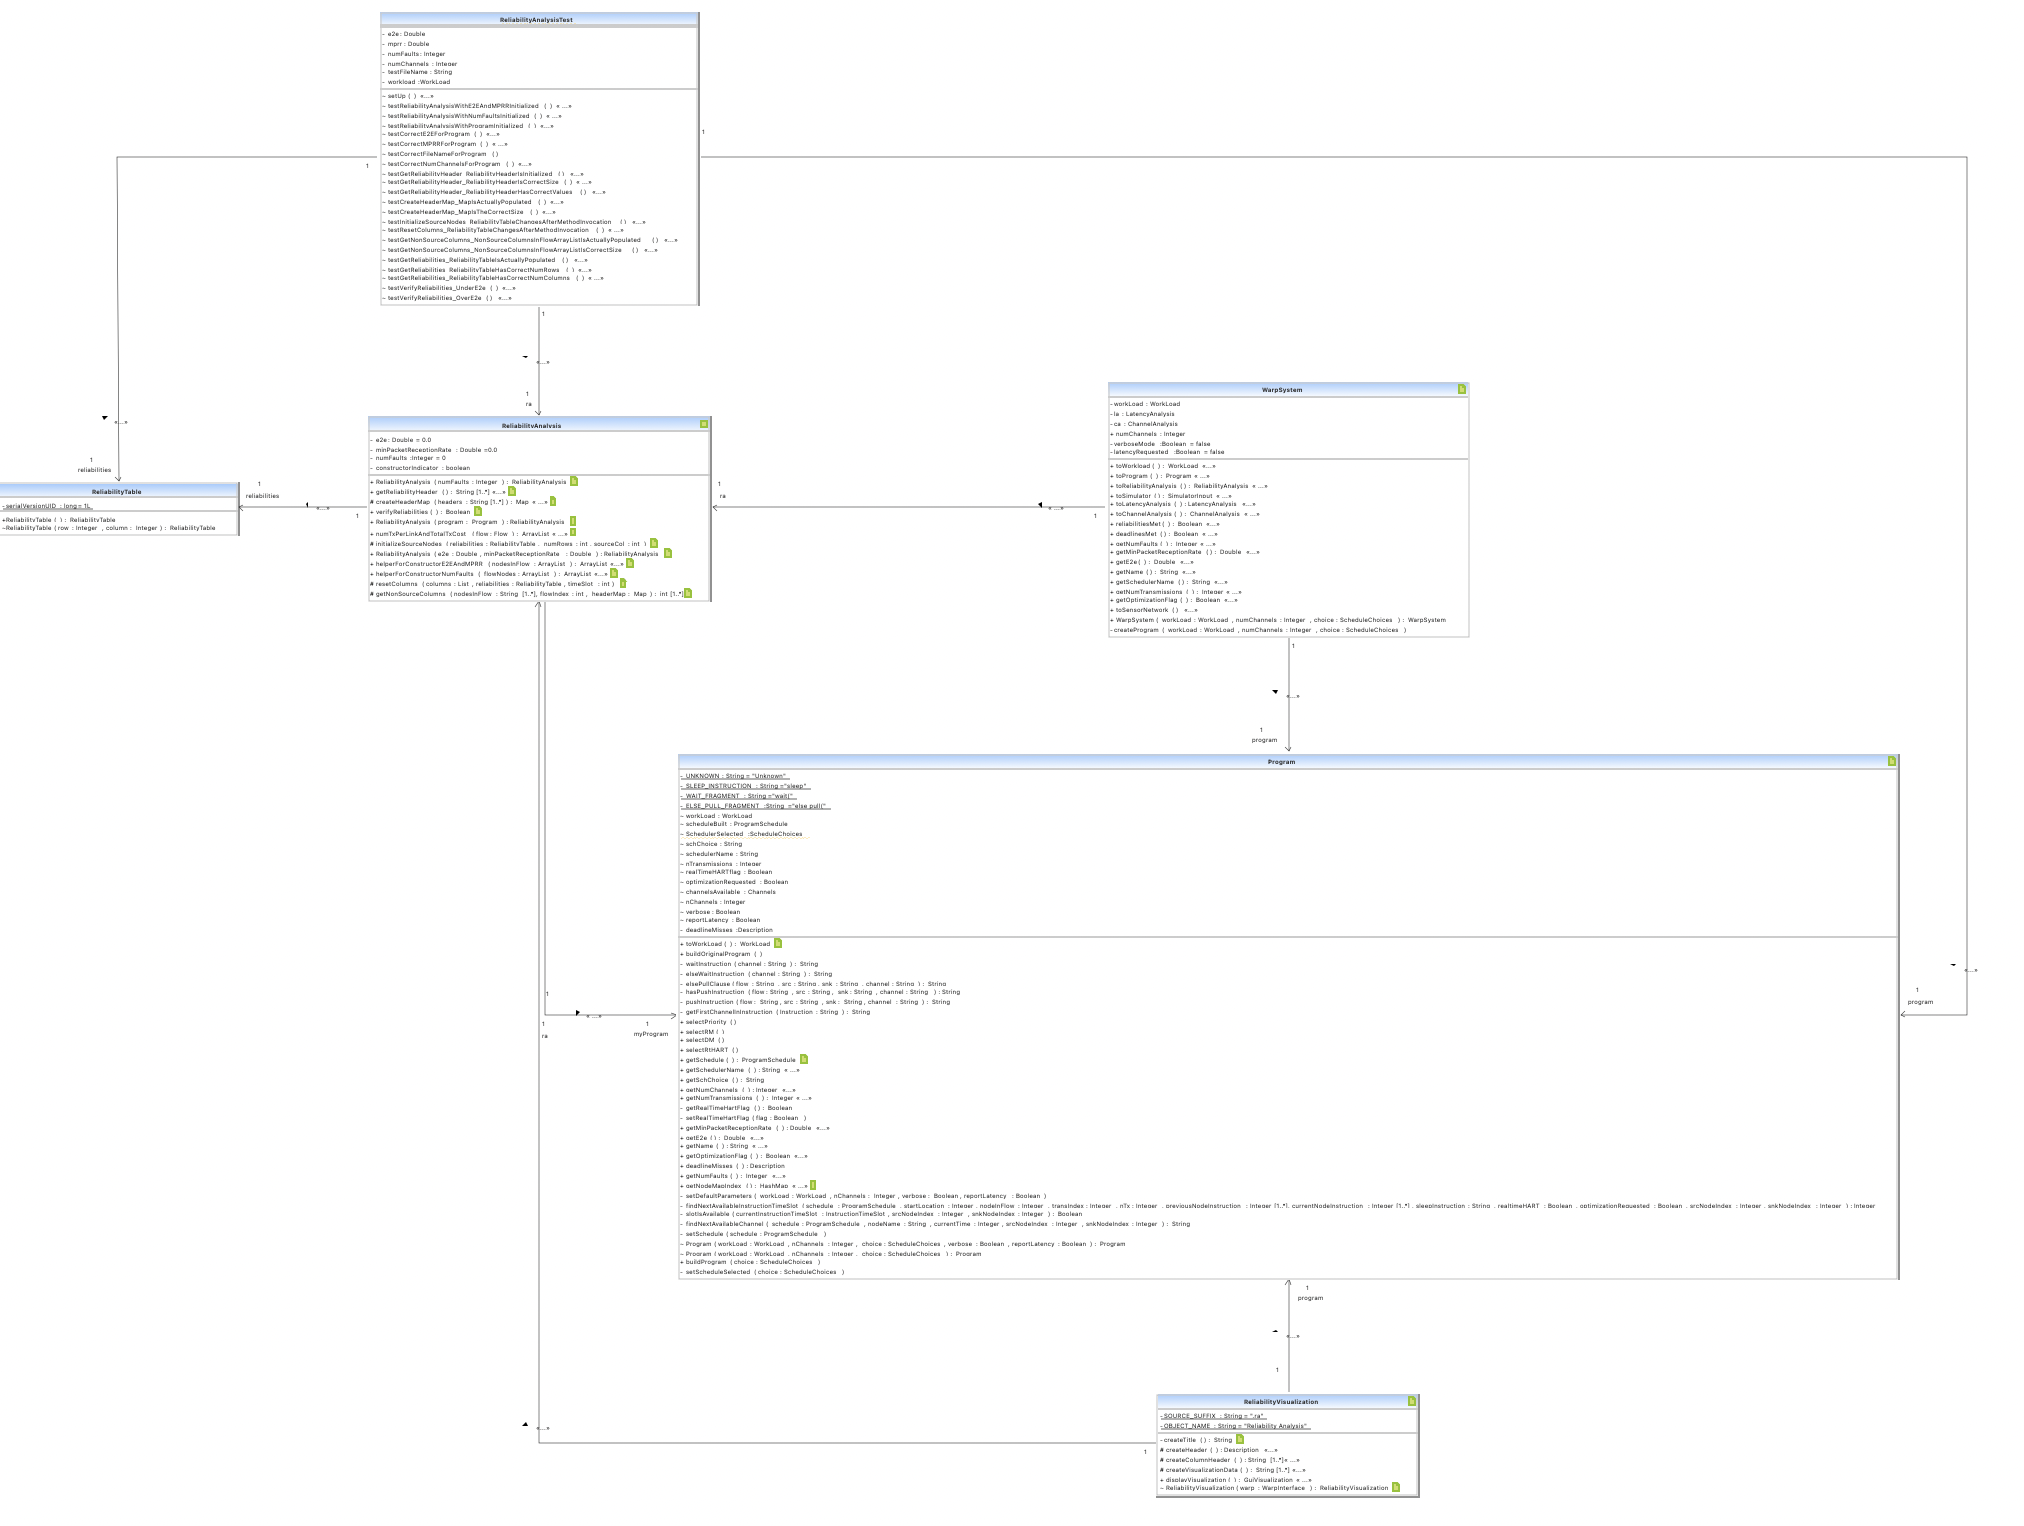 ReliabilityAnalysisTest
- e2e : Double
- mprr : Double
- numFaults : Integer
- numChannels : Integer
- testFileName : String
- workload :WorkLoad
~ setUp ( ) «...»
~ testReliabilityAnalysisWithE2EAndMPRRInitialized ( ) « ...»
~ testReliabilityAnalysisWithNumFaultsInitialized ( ) « ...»
~ testReliabilityAnalysisWithProgramInitialized ( ) «...»
~ testCorrectE2EForProgram ( ) «...»
~ testCorrectMPRRForProgram ( ) « ...»
~ testCorrectFileNameForProgram ()
~ testCorrectNumChannelsForProgram ( ) «...»
~ testGetReliabilityHeader_ReliabilityHeaderIsInitialized () «...»
~ testGetReliabilityHeader_ReliabilityHeaderIsCorrectSize ( ) «...»
~ testGetReliabilityHeader_ReliabilityHeaderHasCorrectValues () «...»
~ testCreateHeaderMap_MapIsActuallyPopulated ( ) «...»
~ testCreateHeaderMap_MapIsTheCorrectSize ( ) «...»
~ testInitializeSourceNodes_ReliabilityTableChangesAfterMethodInvocation () «...»
~ testResetColumns_ReliabilityTableChangesAfterMethodInvocation ( ) « ...»
~ testGetNonSourceColumns_NonSourceColumnsInFlowArrayListIsActuallyPopulated () «...»
~ testGetNonSourceColumns_NonSourceColumnsInFlowArrayListIsCorrectSize () «...»
~ testGetReliabilities_ReliabilityTableIsActuallyPopulated () «...»
~ testGetReliabilities_ReliabilityTableHasCorrectNumRows ( ) «...»
~ testGetReliabilities_ReliabilityTableHasCorrectNumColumns ( ) « ...»
~ testVerifyReliabilities_UnderE2e ( ) «...»
~ testVerifyReliabilities_OverE2e () «...»
1
1
1
«...»
1
ra
«...»
1
reliabilities
WarpSystem
-workLoad : WorkLoad
-la : LatencyAnalysis
-ca : ChannelAnalysis
+ numChannels : Integer
-verboseMode :Boolean = false
-latencyRequested :Boolean = false
+ toWorkload ( ) : WorkLoad «...»
+ toProgram ( ) : Program «...»
+ toReliabilityAnalysis () : ReliabilityAnalysis «...»
+ toSimulator () : SimulatorInput «...»
+ toLatencyAnalysis ( ) : LatencyAnalysis «...»
+ toChannelAnalysis ( ) : ChannelAnalysis «...»
+ reliabilitiesMet ( ) : Boolean «...»
+ deadlinesMet ( ) : Boolean «...»
+ getNumFaults ( ) : Integer «...»
+ getMinPacketReceptionRate () : Double «...»
+ getE2e( ) : Double «...»
+ getName () : String «...»
+ getSchedulerName () : String «...»
+ getNumTransmissions ( ) : Integer « ...»
+ getOptimizationFlag ( ) : Boolean «...»
+ toSensorNetwork () «...»
+ WarpSystem ( workLoad : WorkLoad , numChannels : Integer , choice : ScheduleChoices ) : WarpSystem
-createProgram ( workLoad : WorkLoad , numChannels : Integer , choice : ScheduleChoices )
ReliabilityAnalysis
- e2e : Double = 0.0
- minPacketReceptionRate : Double =0.0
- numFaults :Integer = 0
- constructorIndicator : boolean
+ ReliabilityAnalysis ( numFaults : Integer ) : ReliabilityAnalysis
+ getReliabilityHeader () : String [1..*] «...»
# createHeaderMap ( headers : String [1..*] ) : Map « ...»
+ verifyReliabilities ( ) : Boolean
+ ReliabilityAnalysis ( program : Program ) : ReliabilityAnalysis
+ numTxPerLinkAndTotalTxCost ( flow : Flow ) : ArrayList « ...»
# initializeSourceNodes ( reliabilities : ReliabilityTable , numRows : int , sourceCol : int )
+ ReliabilityAnalysis ( e2e : Double , minPacketReceptionRate : Double ) : ReliabilityAnalysis
+ helperForConstructorE2EAndMPRR ( nodesInFlow : ArrayList ) : ArrayList «...»
+ helperForConstructorNumFaults ( flowNodes : ArrayList ) : ArrayList «...»
# resetColumns ( columns : List , reliabilities : ReliabilityTable , timeSlot : int )
# getNonSourceColumns ( nodesInFlow : String [1..*], flowIndex : int , headerMap : Map ) : int [1..*]
ReliabilityTable
-serialVersionUID : long = 1L
+ReliabilityTable ( ) : ReliabilityTable
~ReliabilityTable ( row : Integer , column : Integer ) : ReliabilityTable
1
reliabilities
«...»
1
1
ra
« ...»
1
1
«...»
1
program
Program
- UNKNOWN : String = "Unknown"
- SLEEP_INSTRUCTION : String ="sleep"
- WAIT_FRAGMENT : String ="wait("
- ELSE_PULL_FRAGMENT :String ="else pull("
~ workLoad : WorkLoad
~ scheduleBuilt : ProgramSchedule
~ SchedulerSelected :ScheduleChoices
~ schChoice : String
~ schedulerName : String
~ nTransmissions : Integer
~ realTimeHARTflag : Boolean
~ optimizationRequested : Boolean
~ channelsAvailable : Channels
~ nChannels : Integer
~ verbose : Boolean
~ reportLatency : Boolean
- deadlineMisses :Description
+ toWorkLoad ( ) : WorkLoad
+ buildOriginalProgram ( )
- waitInstruction ( channel : String ) : String
- elseWaitInstruction ( channel : String ) : String
- elsePullClause ( flow : String , src : String , snk : String , channel : String ) : String
- hasPushInstruction ( flow : String , src : String , snk : String , channel : String ) : String
- pushInstruction ( flow : String , src : String , snk : String , channel : String ) : String
- getFirstChannelInInstruction ( instruction : String ) : String
+ selectPriority ()
+ selectRM ( )
+ selectDM ()
+ selectRtHART ()
+ getSchedule ( ) : ProgramSchedule
+ getSchedulerName ( ) : String « ...»
+ getSchChoice () : String
+ getNumChannels ( ) : Integer «...»
+ getNumTransmissions ( ) : Integer « ...»
- getRealTimeHartFlag () : Boolean
- setRealTimeHartFlag ( flag : Boolean )
+ getMinPacketReceptionRate ( ) : Double «...»
+ getE2e () : Double «...»
+ getName ( ) : String « ...»
+ getOptimizationFlag ( ) : Boolean «...»
+ deadlineMisses ( ) : Description
+ getNumFaults ( ) : Integer «...»
+ getNodeMapIndex () : HashMap « ...»
- setDefaultParameters ( workLoad : WorkLoad , nChannels : Integer , verbose : Boolean , reportLatency : Boolean )
- findNextAvailableInstructionTimeSlot ( schedule : ProgramSchedule , startLocation : Integer , nodeInFlow : Integer , transIndex : Integer , nTx : Integer , previousNodeInstruction : Integer [1..*], currentNodeInstruction : Integer [1..*] , sleepInstruction : String , realtimeHART : Boolean , optimizationRequested : Boolean , srcNodeIndex : Integer , snkNodeIndex : Integer ) : Integer
- slotIsAvailable ( currentInstructionTimeSlot : InstructionTimeSlot , srcNodeIndex : Integer , snkNodeIndex : Integer ) : Boolean
- findNextAvailableChannel ( schedule : ProgramSchedule , nodeName : String , currentTime : Integer , srcNodeIndex : Integer , snkNodeIndex : Integer ) : String
- setSchedule ( schedule : ProgramSchedule )
~ Program ( workLoad : WorkLoad , nChannels : Integer , choice : ScheduleChoices , verbose : Boolean , reportLatency : Boolean ) : Program
~ Program ( workLoad : WorkLoad , nChannels : Integer , choice : ScheduleChoices ) : Program
+ buildProgram ( choice : ScheduleChoices )
- setScheduleSelected ( choice : ScheduleChoices )
«...»
1
program
1
« ...»
1
myProgram
1
ra
1
program
«...»
1
«...»
1
ReliabilityVisualization
-SOURCE_SUFFIX : String = ".ra"
-OBJECT_NAME : String = "Reliability Analysis"
-createTitle () : String
# createHeader ( ) : Description «...»
# createColumnHeader ( ) : String [1..*]« ...»
# createVisualizationData ( ) : String [1..*] «...»
+ displayVisualization ( ) : GuiVisualization « ...»
~ ReliabilityVisualization ( warp : WarpInterface ) : ReliabilityVisualization